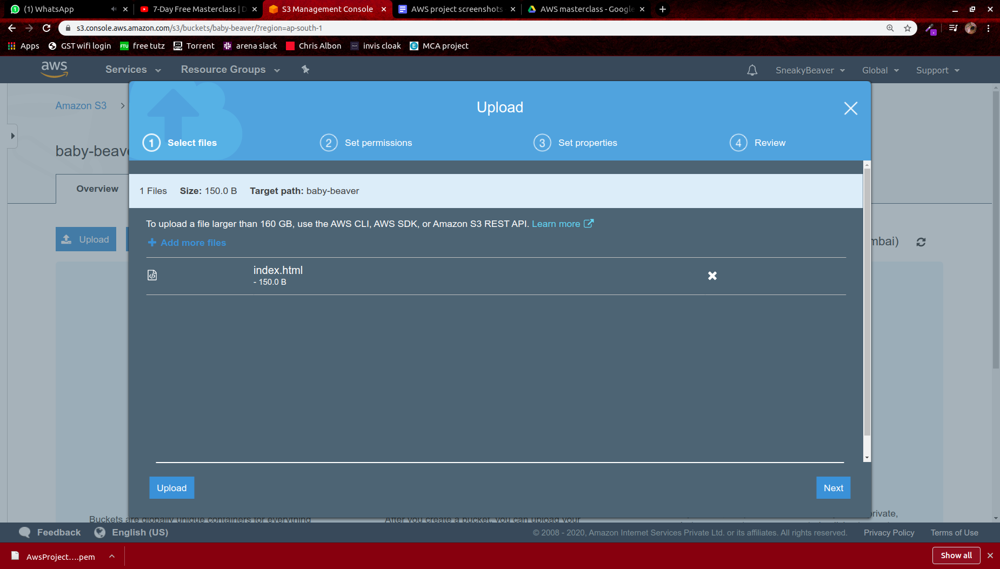 (1) WhatsApp
7-Day Free Masterclass | D
S3 Management Console
AWS project screenshots
AWS masterclass - Google
s3.console.aws.amazon.com/s3/buckets/baby-beaver/?region=ap-south-1
Apps
GST wifi login
FTU
free tutz
Torrent
arena slack
Chris Albon
invis cloak
MCA project
aws
Services
Resource Groups
SneakyBeaver
Global
Support
Amazon S3
baby-beave
Overview
Upload
mbai)
Upload
1 Select files
2 Set permissions
3 Set properties
4 Review
1 Files Size: 150.0 B Target path: baby-beaver
To upload a file larger than 160 GB, use the AWS CLI, AWS SDK, or Amazon S3 REST API. Learn more
Add more files
index.html
- 150.0 B
Upload
Next
Buckets are globally unique containers for everything
After you create a bucket, you can upload your
private,
Feedback
English (US)
© 2008 - 2020, Amazon Internet Services Private Ltd. or its affiliates. All rights reserved.
Privacy Policy
Terms of Use
AwsProject....pem
Show all